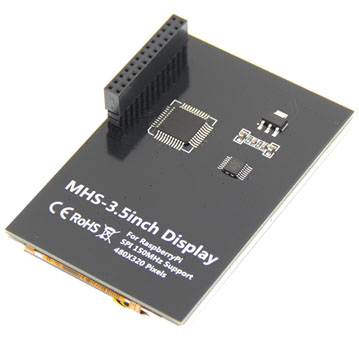 MHS-3.5inch Display
CE RoHS
For RaspberryPi
SPI 150MHz Support
480X320 Pixels